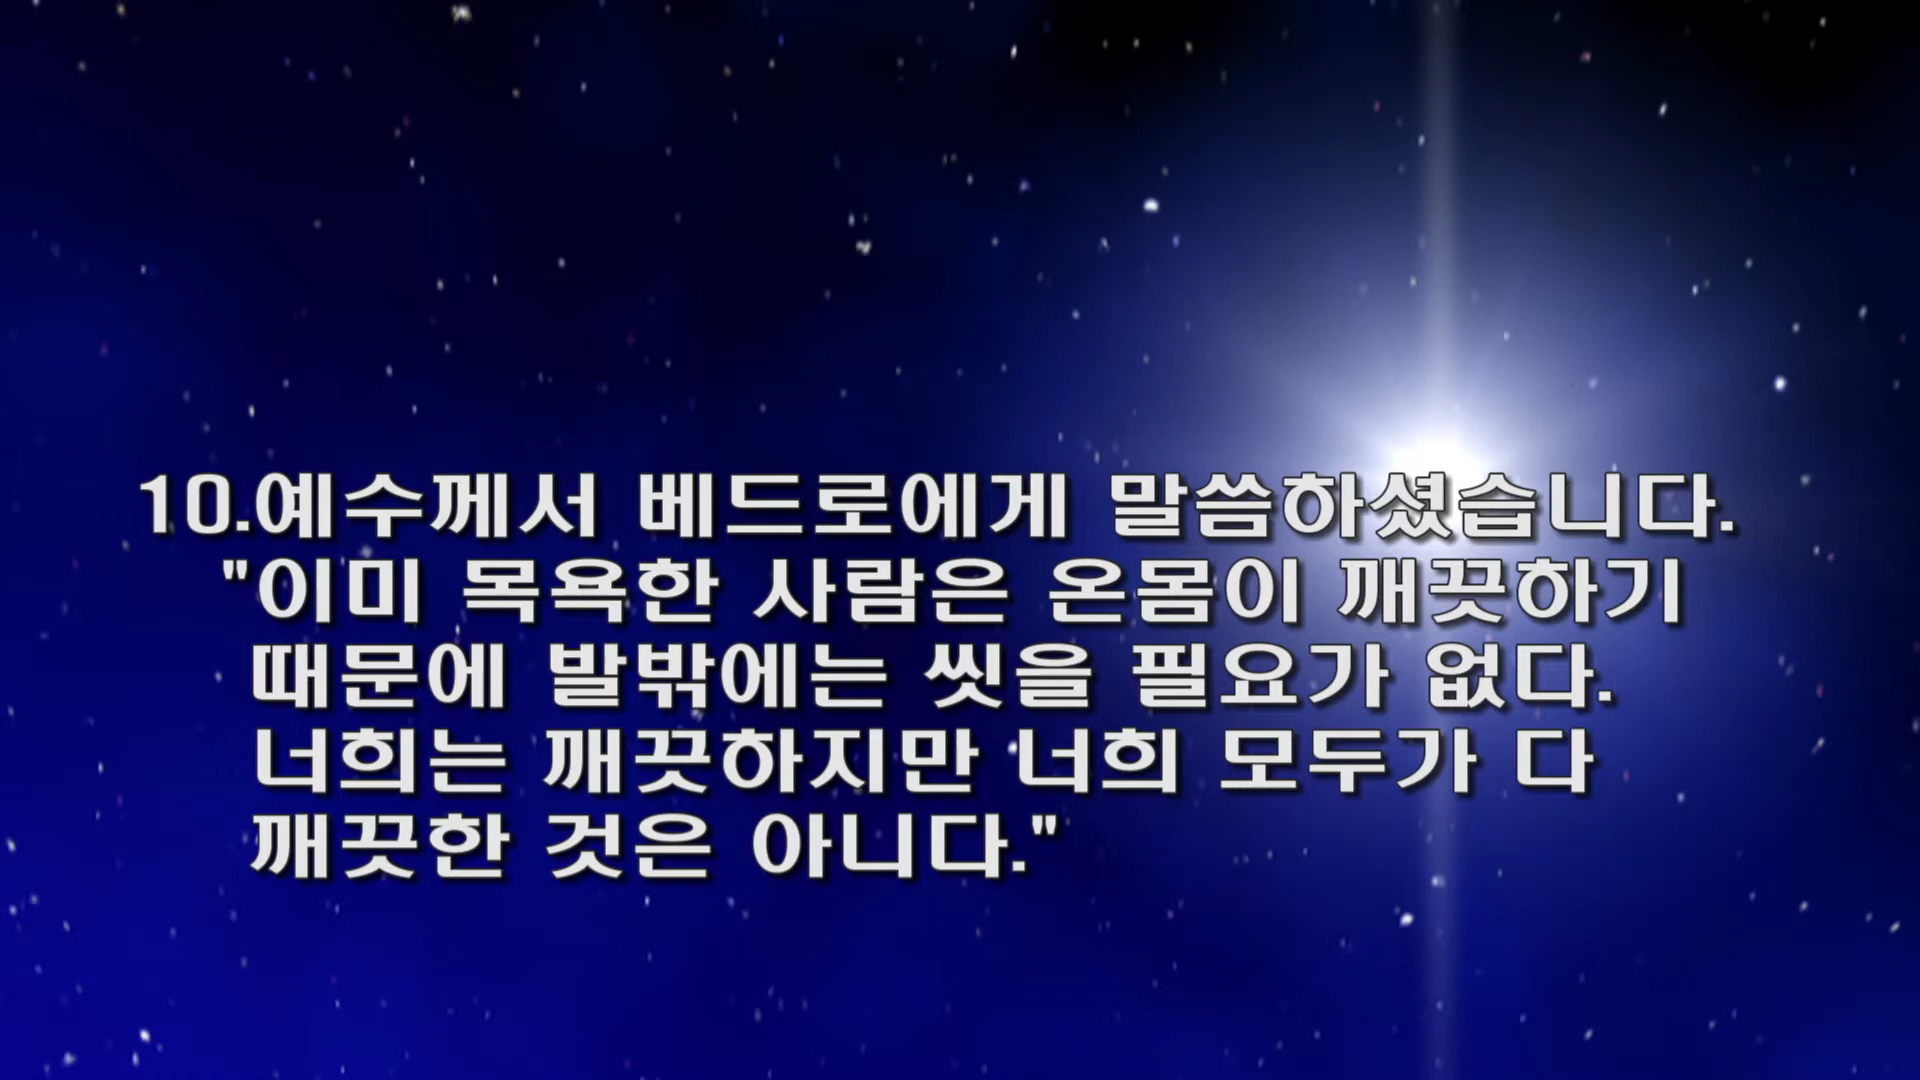 10.예수께서 베드로에게 말씀하셨습니다.
"이미 목욕한 사람은 온몸이 깨끗하기
때문에 발밖에는 씻을 필요가 없다.
너희는 깨끗하지만 너희 모두가 다
깨끗한 것은 아니다."